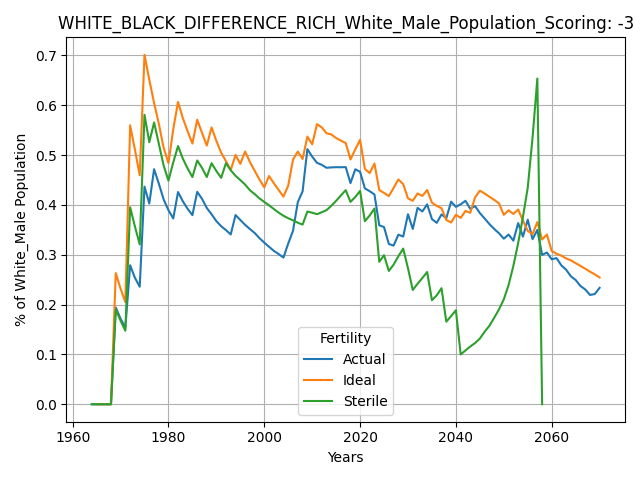 WHITE_BLACK_DIFFERENCE_RICH_White_Male_Population_Scoring: -3
% of White_Male Population
0.7
0.6
0.5
0.4
0.3
0.2
0.1
0.0
Fertility
Actual
Ideal
Sterile
1960 1980 2000 2020 2040 2060
Years